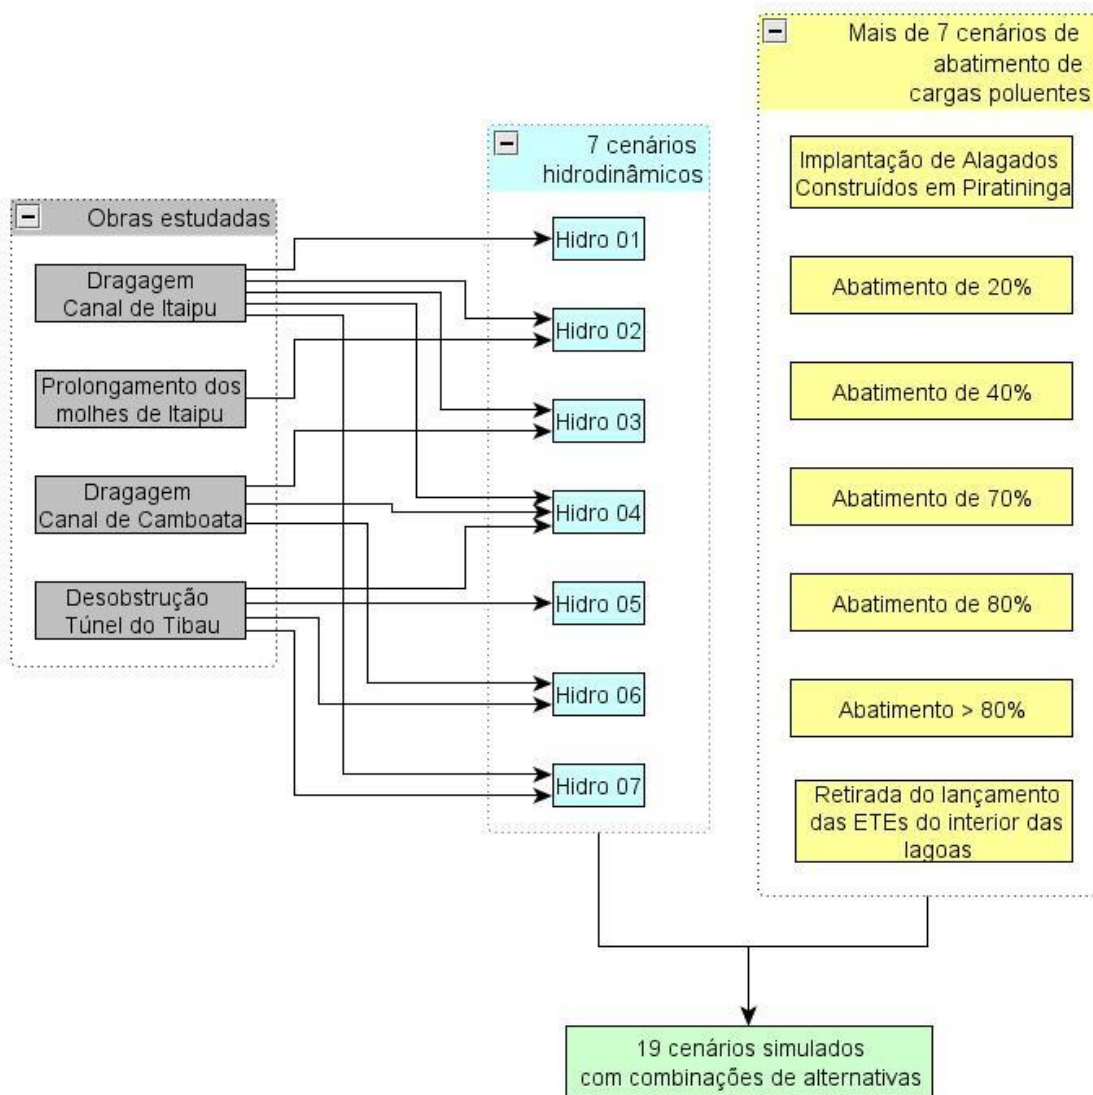 Obras estudadas
Dragagem
Canal de Itaipu
Prolongamento dos
molhes de Itaipu
Dragagem
Canal de Camboata
Desobstrução
Túnel do Tibau
7 cenários
hidrodinâmicos
Hidro 01
Hidro 02
Hidro 03
Hidro 04
Hidro 05
Hidro 06
Hidro 07
Mais de 7 cenários de
abatimento de
cargas poluentes
Implantação de Alagados
Construídos em Piratininga
Abatimento de 20%
Abatimento de 40%
Abatimento de 70%
Abatimento de 80%
Abatimento > 80%
Retirada do lançamento
das ETEs do interior das
lagoas
19 cenários simulados
com combinações de alternativas